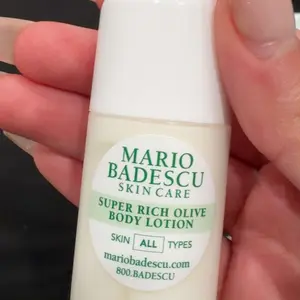 MARIO
BADESCU
SKIN CARE
SUPER RICH OLIVE
BODY LOTION
SKIN ALL TYPES
mariobadescu.com
800.BADESCU